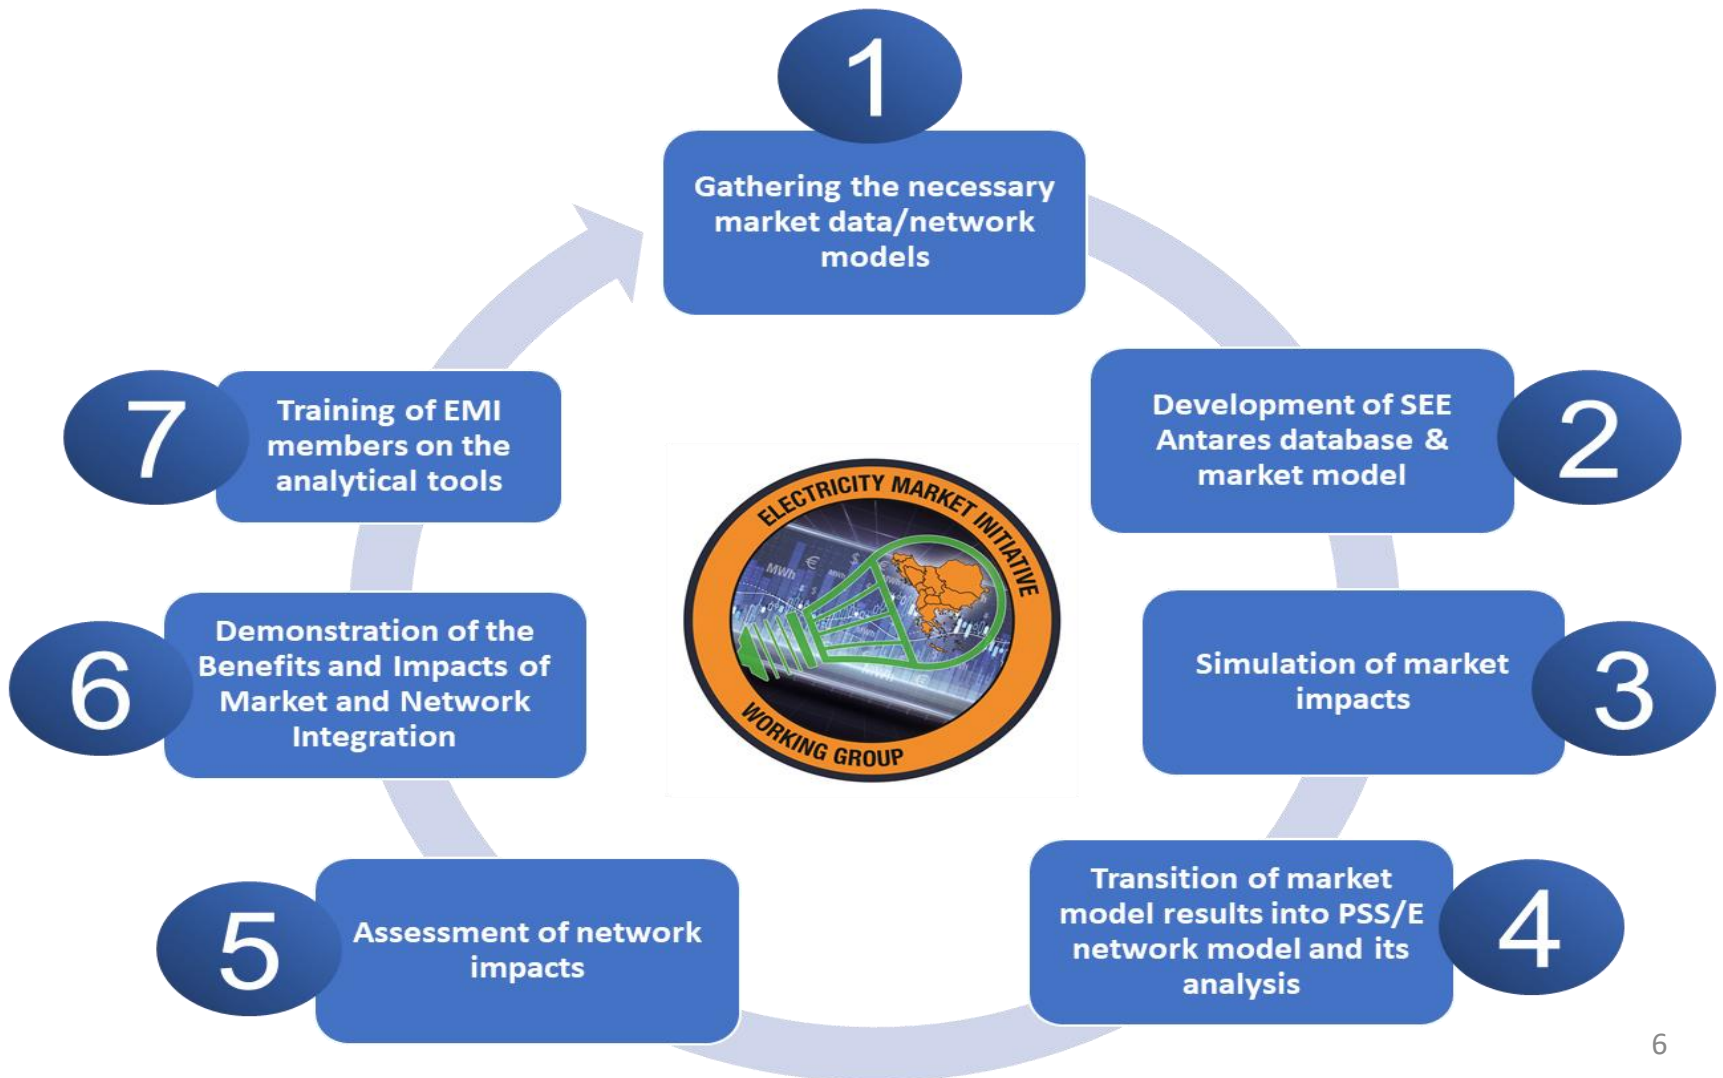 1
Gathering the necessary
market data/network
models
2
Development of SEE
Antares database &
market model
3
Simulation of market
impacts
4
Transition of market
model results into PSS/E
network model and its
analysis
5
Assessment of network
impacts
6
Demonstration of the
Benefits and Impacts of
Market and Network
Integration
7
Training of EMI
members on the
analytical tools
ELECTRICITY MARKET INITIATIVE
MWh € $
WORKING GROUP
6